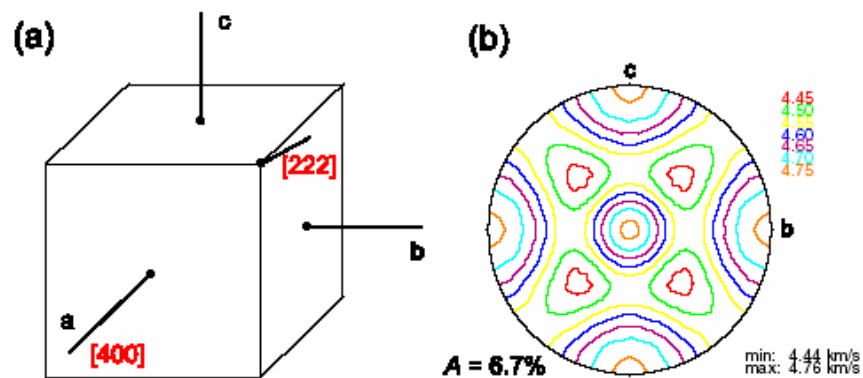 (a)
c
[222]
b
a
[400]
(b)
c
4.45
4.50
4.55
4.60
4.65
4.70
4.75
b
A = 6.7%
min: 4.44 km/s
max: 4.76 km/s